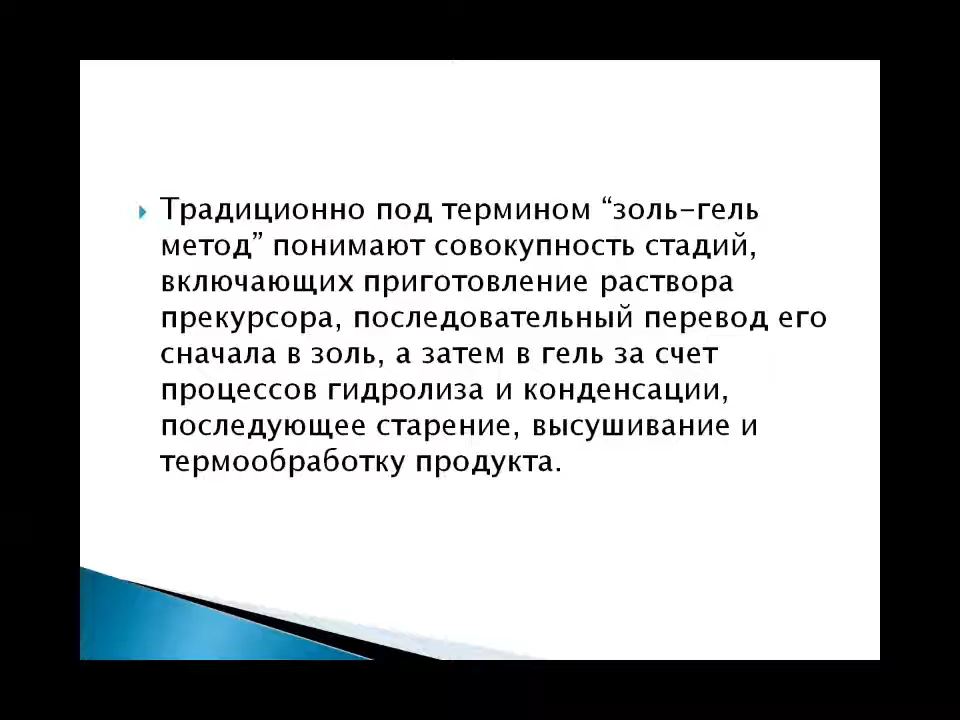 Традиционно под термином “золь-гель
метод” понимают совокупность стадий,
включающих приготовление раствора
прекурсора, последовательный перевод его
сначала в золь, а затем в гель за счет
процессов гидролиза и конденсации,
последующее старение, высушивание и
термообработку продукта.